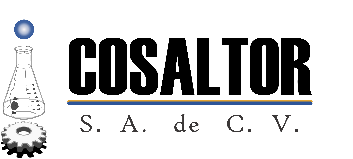 COSALTOR
S. A. de C. V.